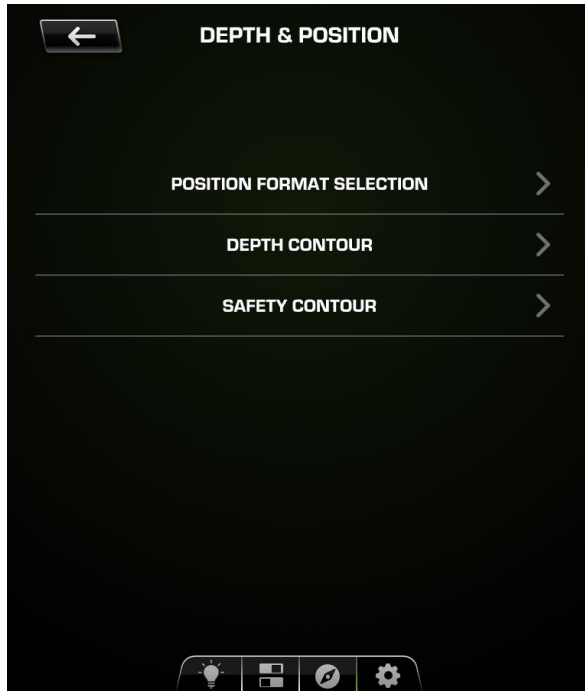 DEPTH & POSITION
POSITION FORMAT SELECTION
DEPTH CONTOUR
SAFETY CONTOUR